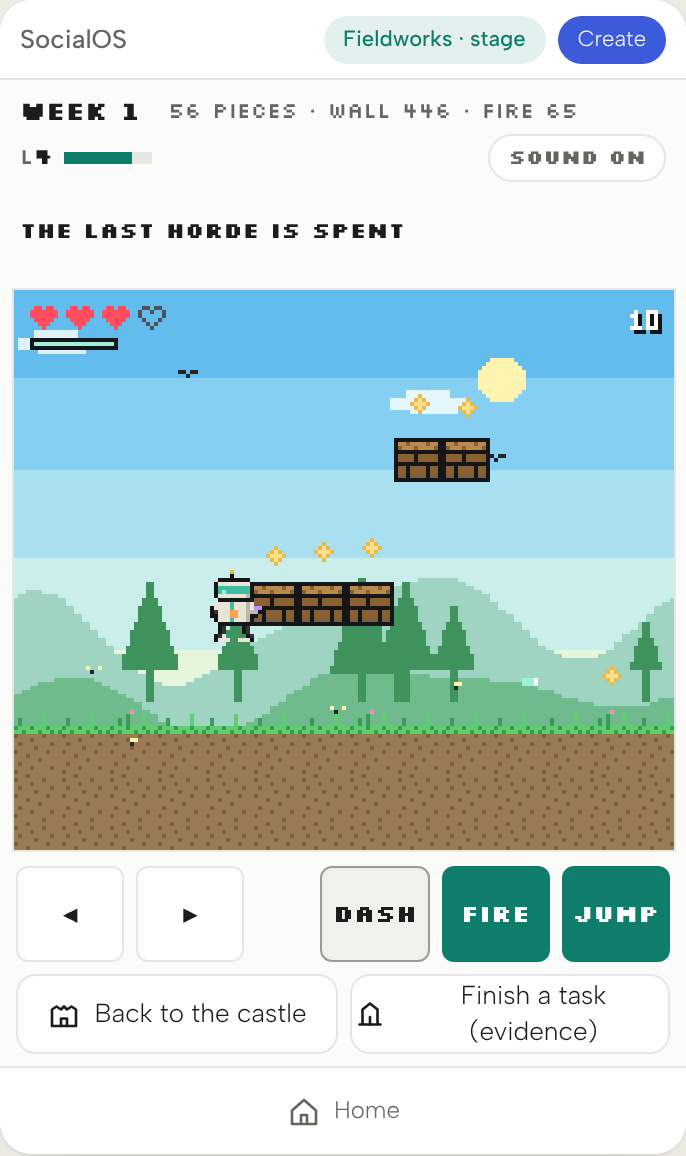 SocialOS
Fieldworks · stage
Create
WEEK 1
56 PIECES · WALL 446 · FIRE 65
L4
SOUND ON
THE LAST HORDE IS SPENT
10
DASH
FIRE
JUMP
Back to the castle
Finish a task
(evidence)
Home